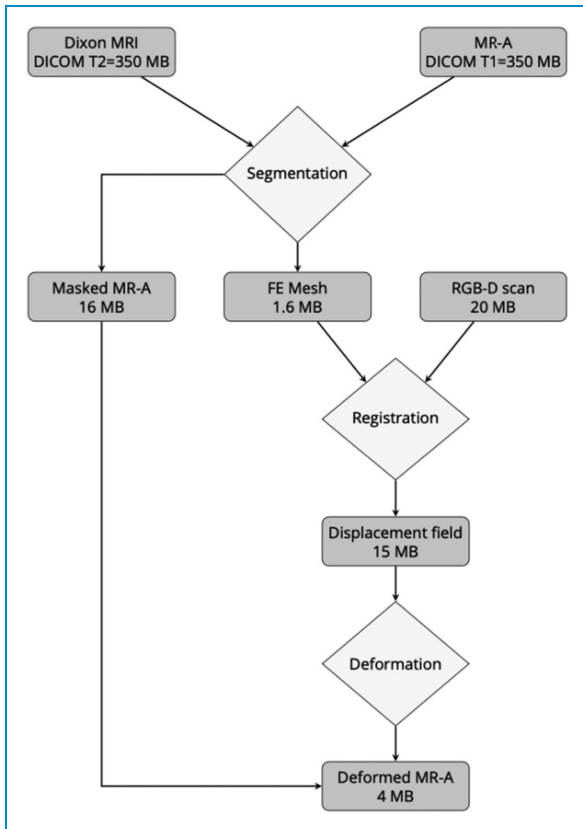 Dixon MRI
DICOM T2=350 MB
MR-A
DICOM T1=350 MB
Segmentation
Masked MR-A
16 MB
FE Mesh
1.6 MB
RGB-D scan
20 MB
Registration
Displacement field
15 MB
Deformation
Deformed MR-A
4 MB